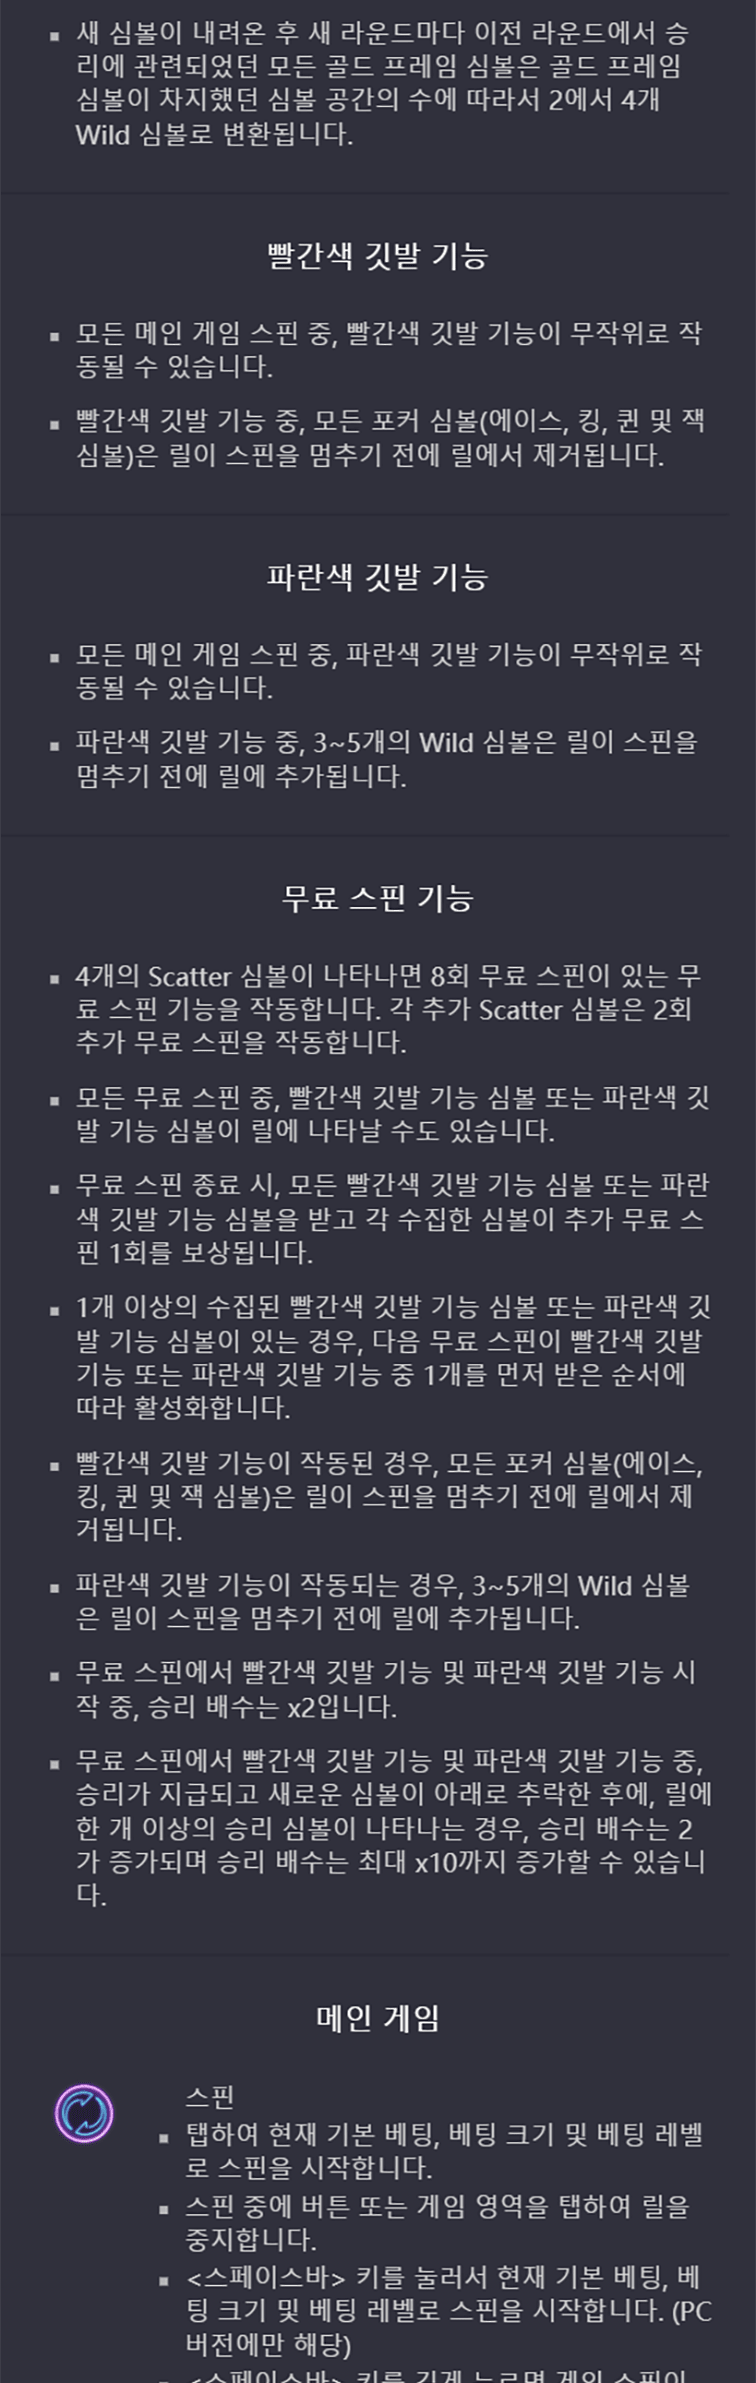 ▪ 새 심볼이 내려온 후 새 라운드마다 이전 라운드에서 승
리에 관련되었던 모든 골드 프레임 심볼은 골드 프레임
심볼이 차지했던 심볼 공간의 수에 따라서 2에서 4개
Wild 심볼로 변환됩니다.
빨간색 깃발 기능
▪ 모든 메인 게임 스핀 중, 빨간색 깃발 기능이 무작위로 작
동될 수 있습니다.
▪ 빨간색 깃발 기능 중, 모든 포커 심볼(에이스, 킹, 퀸 및 잭
심볼)은 릴이 스핀을 멈추기 전에 릴에서 제거됩니다.
파란색 깃발 기능
▪ 모든 메인 게임 스핀 중, 파란색 깃발 기능이 무작위로 작
동될 수 있습니다.
▪ 파란색 깃발 기능 중, 3~5개의 Wild 심볼은 릴이 스핀을
멈추기 전에 릴에 추가됩니다.
무료 스핀 기능
▪ 4개의 Scatter 심볼이 나타나면 8회 무료 스핀이 있는 무
료 스핀 기능을 작동합니다. 각 추가 Scatter 심볼은 2회
추가 무료 스핀을 작동합니다.
▪ 모든 무료 스핀 중, 빨간색 깃발 기능 심볼 또는 파란색 깃
발 기능 심볼이 릴에 나타날 수도 있습니다.
▪ 무료 스핀 종료 시, 모든 빨간색 깃발 기능 심볼 또는 파란
색 깃발 기능 심볼을 받고 각 수집한 심볼이 추가 무료 스
핀 1회를 보상됩니다.
▪ 1개 이상의 수집된 빨간색 깃발 기능 심볼 또는 파란색 깃
발 기능 심볼이 있는 경우, 다음 무료 스핀이 빨간색 깃발
기능 또는 파란색 깃발 기능 중 1개를 먼저 받은 순서에
따라 활성화합니다.
▪ 빨간색 깃발 기능이 작동된 경우, 모든 포커 심볼(에이스,
킹, 퀸 및 잭 심볼)은 릴이 스핀을 멈추기 전에 릴에서 제
거됩니다.
▪ 파란색 깃발 기능이 작동되는 경우, 3~5개의 Wild 심볼
은 릴이 스핀을 멈추기 전에 릴에 추가됩니다.
▪ 무료 스핀에서 빨간색 깃발 기능 및 파란색 깃발 기능 시
작 중, 승리 배수는 x2입니다.
▪ 무료 스핀에서 빨간색 깃발 기능 및 파란색 깃발 기능 중,
승리가 지급되고 새로운 심볼이 아래로 추락한 후에, 릴에
한 개 이상의 승리 심볼이 나타나는 경우, 승리 배수는 2
가 증가되며 승리 배수는 최대 x10까지 증가할 수 있습니
다.
메인 게임
스핀
▪ 탭하여 현재 기본 베팅, 베팅 크기 및 베팅 레벨
로 스핀을 시작합니다.
▪ 스핀 중에 버튼 또는 게임 영역을 탭하여 릴을
중지합니다.
▪ <스페이스바> 키를 눌러서 현재 기본 베팅, 베
팅 크기 및 베팅 레벨로 스핀을 시작합니다. (PC
버전에만 해당)
▪ <스페이스바> 키를 길게 누르면 게임 스핀이